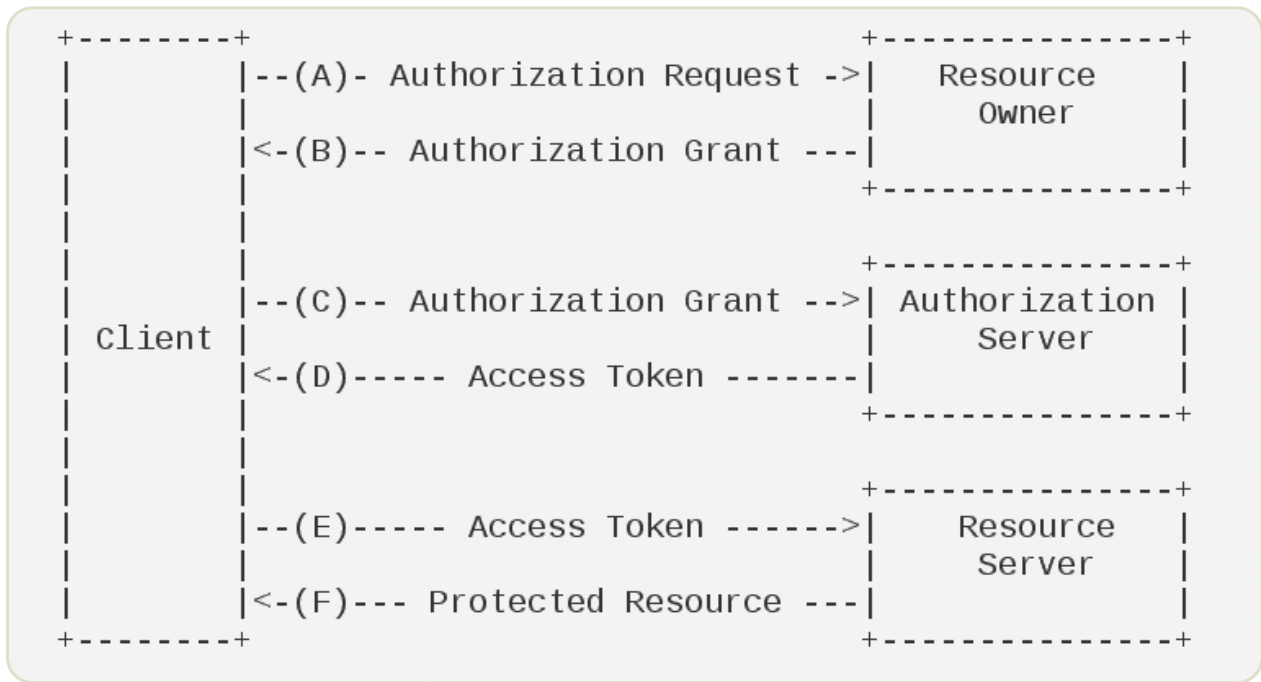 +--------+                               +---------------+
|        |--(A)- Authorization Request ->|   Resource    |
|        |                               |     Owner     |
|        |<-(B)-- Authorization Grant ---|               |
|        |                               +---------------+
|        |
|        |                               +---------------+
|        |--(C)-- Authorization Grant -->| Authorization |
| Client |                               |     Server    |
|        |<-(D)----- Access Token -------|               |
|        |                               +---------------+
|        |
|        |                               +---------------+
|        |--(E)----- Access Token ------>|    Resource   |
|        |                               |     Server    |
|        |<-(F)--- Protected Resource ---|               |
+--------+                               +---------------+